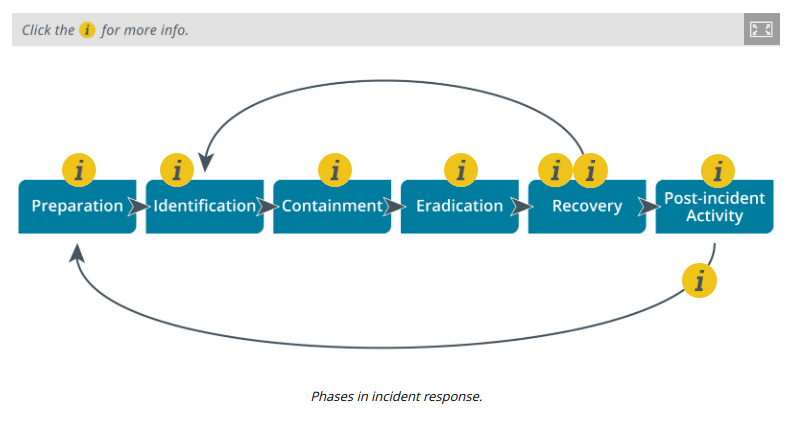 Click the i for more info.
i i i i i i i
Preparation Identification Containment Eradication Recovery Post-incident
Activity
i
Phases in incident response.